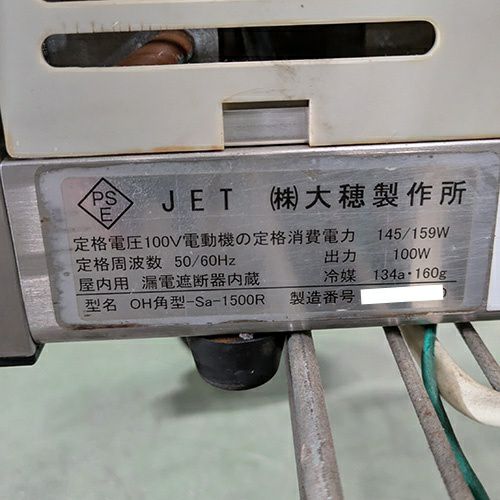 PS
E
JET (株)大穂製作所
定格電圧100V電動機の定格消費電力 145/159W
定格周波数 50/60Hz 出力 100W
屋内用 漏電遮断器内蔵 冷媒 134a・160g
型名 OH角型-Sa-1500R 製造番号